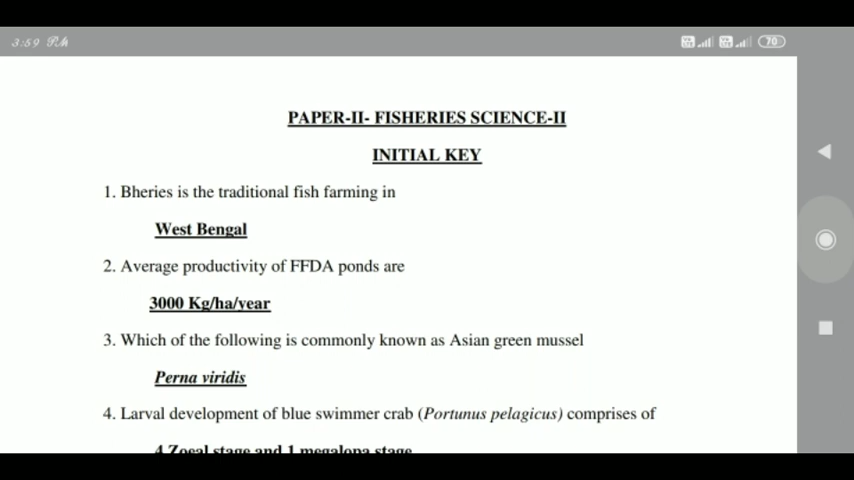 3:59 PM
70
PAPER-II- FISHERIES SCIENCE-II
INITIAL KEY
1. Bheries is the traditional fish farming in
West Bengal
2. Average productivity of FFDA ponds are
3000 Kg/ha/year
3. Which of the following is commonly known as Asian green mussel
Perna viridis
4. Larval development of blue swimmer crab (Portunus pelagicus) comprises of
4 Zoeal stage and 1 megalopa stage